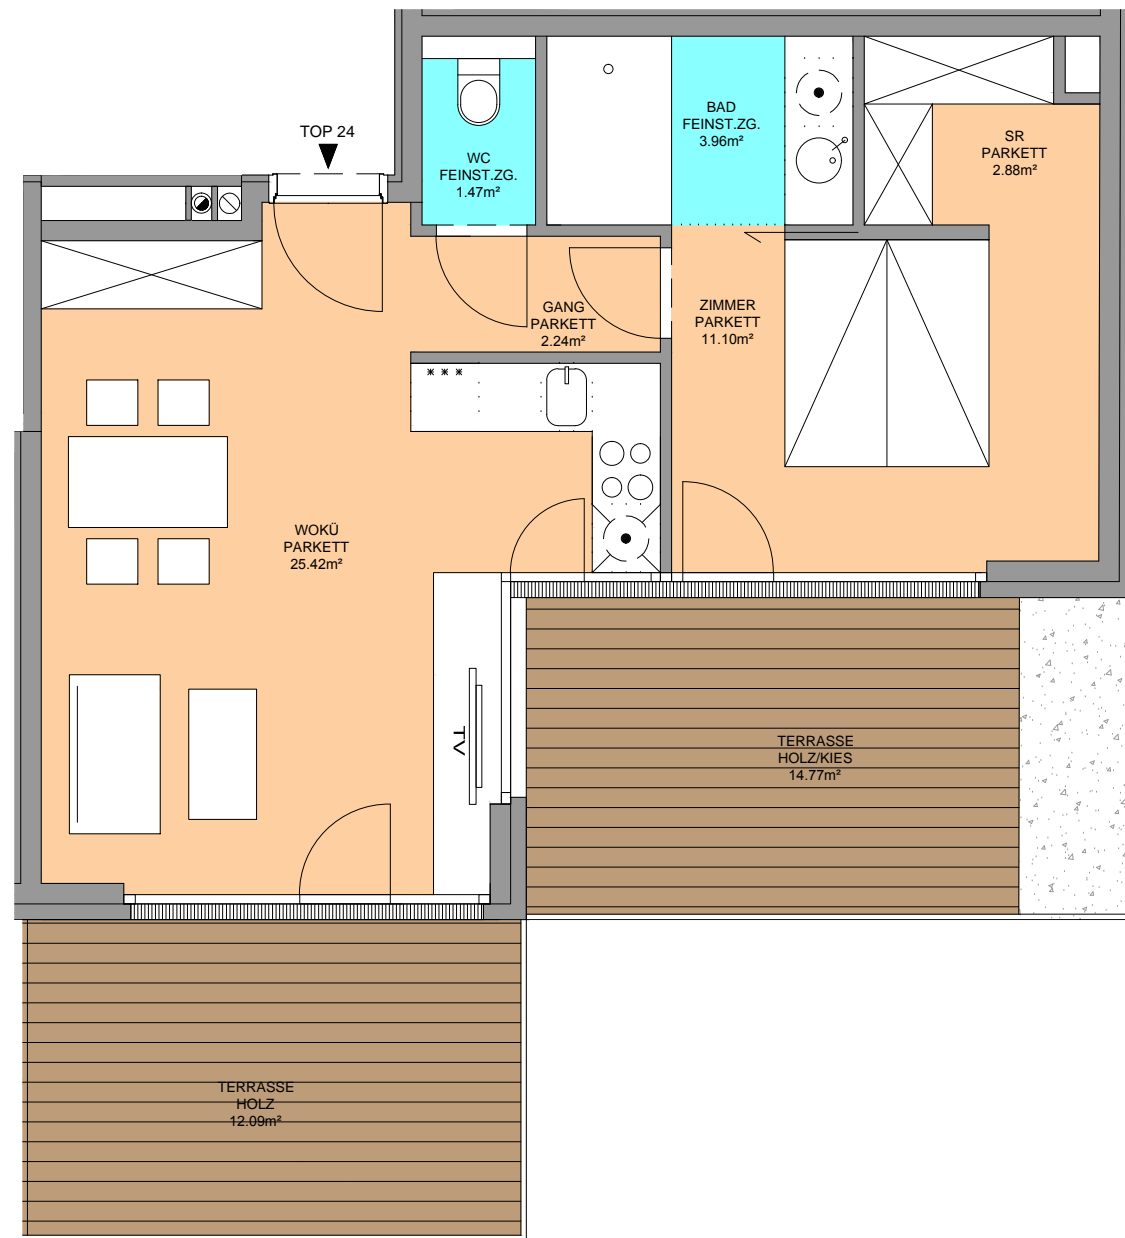 TOP 24
WC
FEINST.ZG.
1.47m²
BAD
FEINST.ZG.
3.96m²
SR
PARKETT
2.88m²
GANG
PARKETT
2.24m²
ZIMMER
PARKETT
11.10m²
WOKÜ
PARKETT
25.42m²
TV
TERRASSE
HOLZ/KIES
14.77m²
TERRASSE
HOLZ
12.09m²